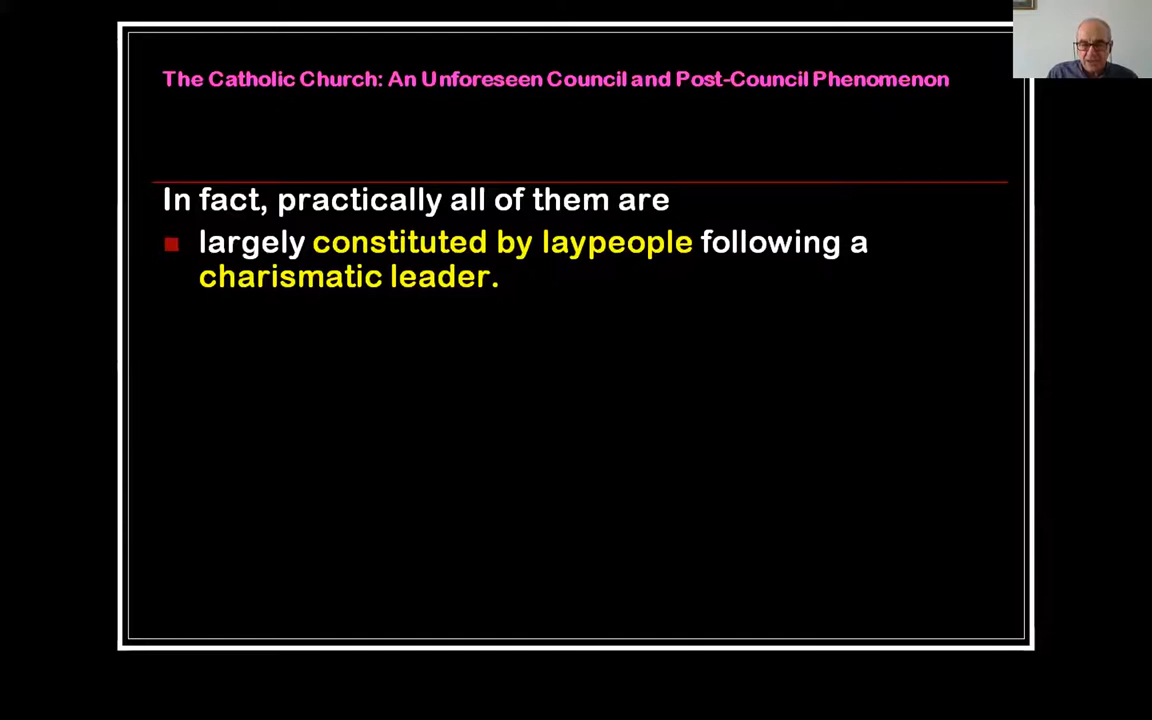 The Catholic Church: An Unforeseen Council and Post-Council Phenomenon
In fact, practically all of them are
largely constituted by laypeople following a
charismatic leader.